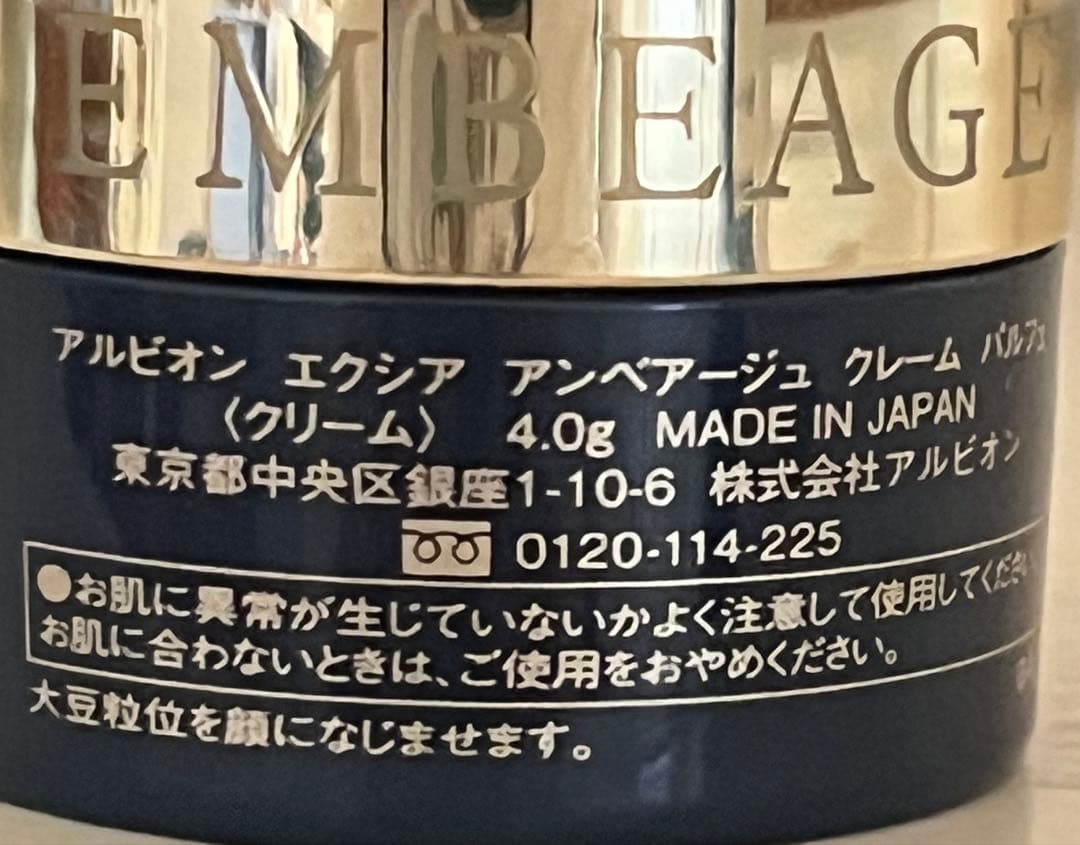 EMBEAGE
アルビオン エクシア アンベアージュ クレーム パルフェ
〈クリーム〉 4.0g MADE IN JAPAN
東京都中央区銀座1-10-6 株式会社アルビオン
0120-114-225
●お肌に異常が生じていないかよく注意して使用してください
お肌に合わないときは、ご使用をおやめください。
大豆粒位を顔になじませます。